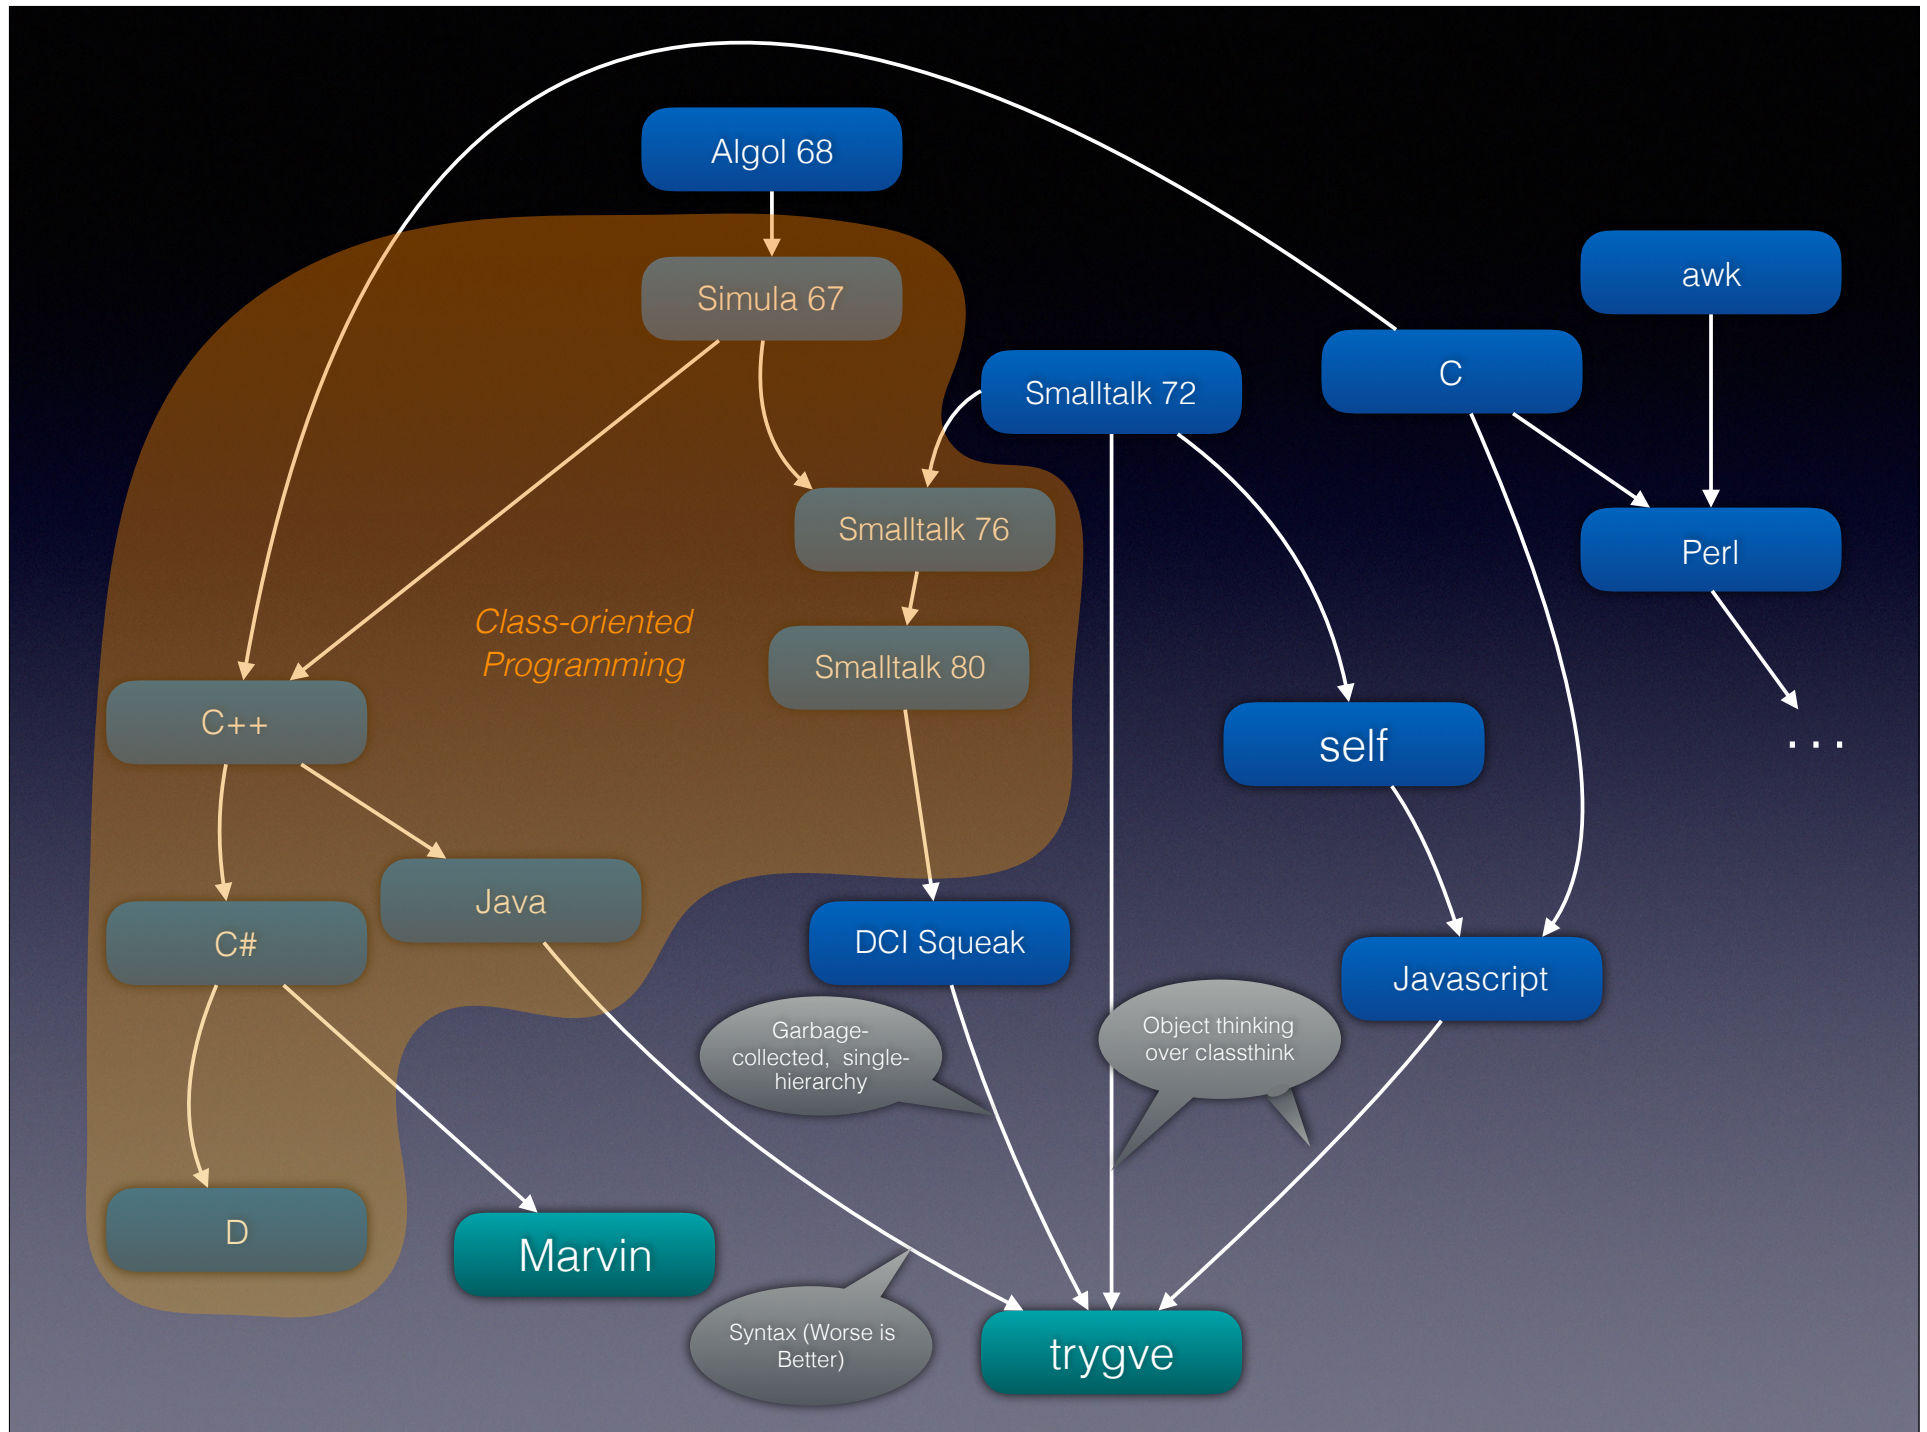 Algol 68
awk
Simula 67
C
Smalltalk 72
Smalltalk 76
Perl
Class-oriented
Programming
Smalltalk 80
C++
self
...
Java
C#
DCI Squeak
Javascript
Garbage-
collected,  single-
hierarchy
Object thinking
over classthink
D
Marvin
Syntax (Worse is
Better)
trygve